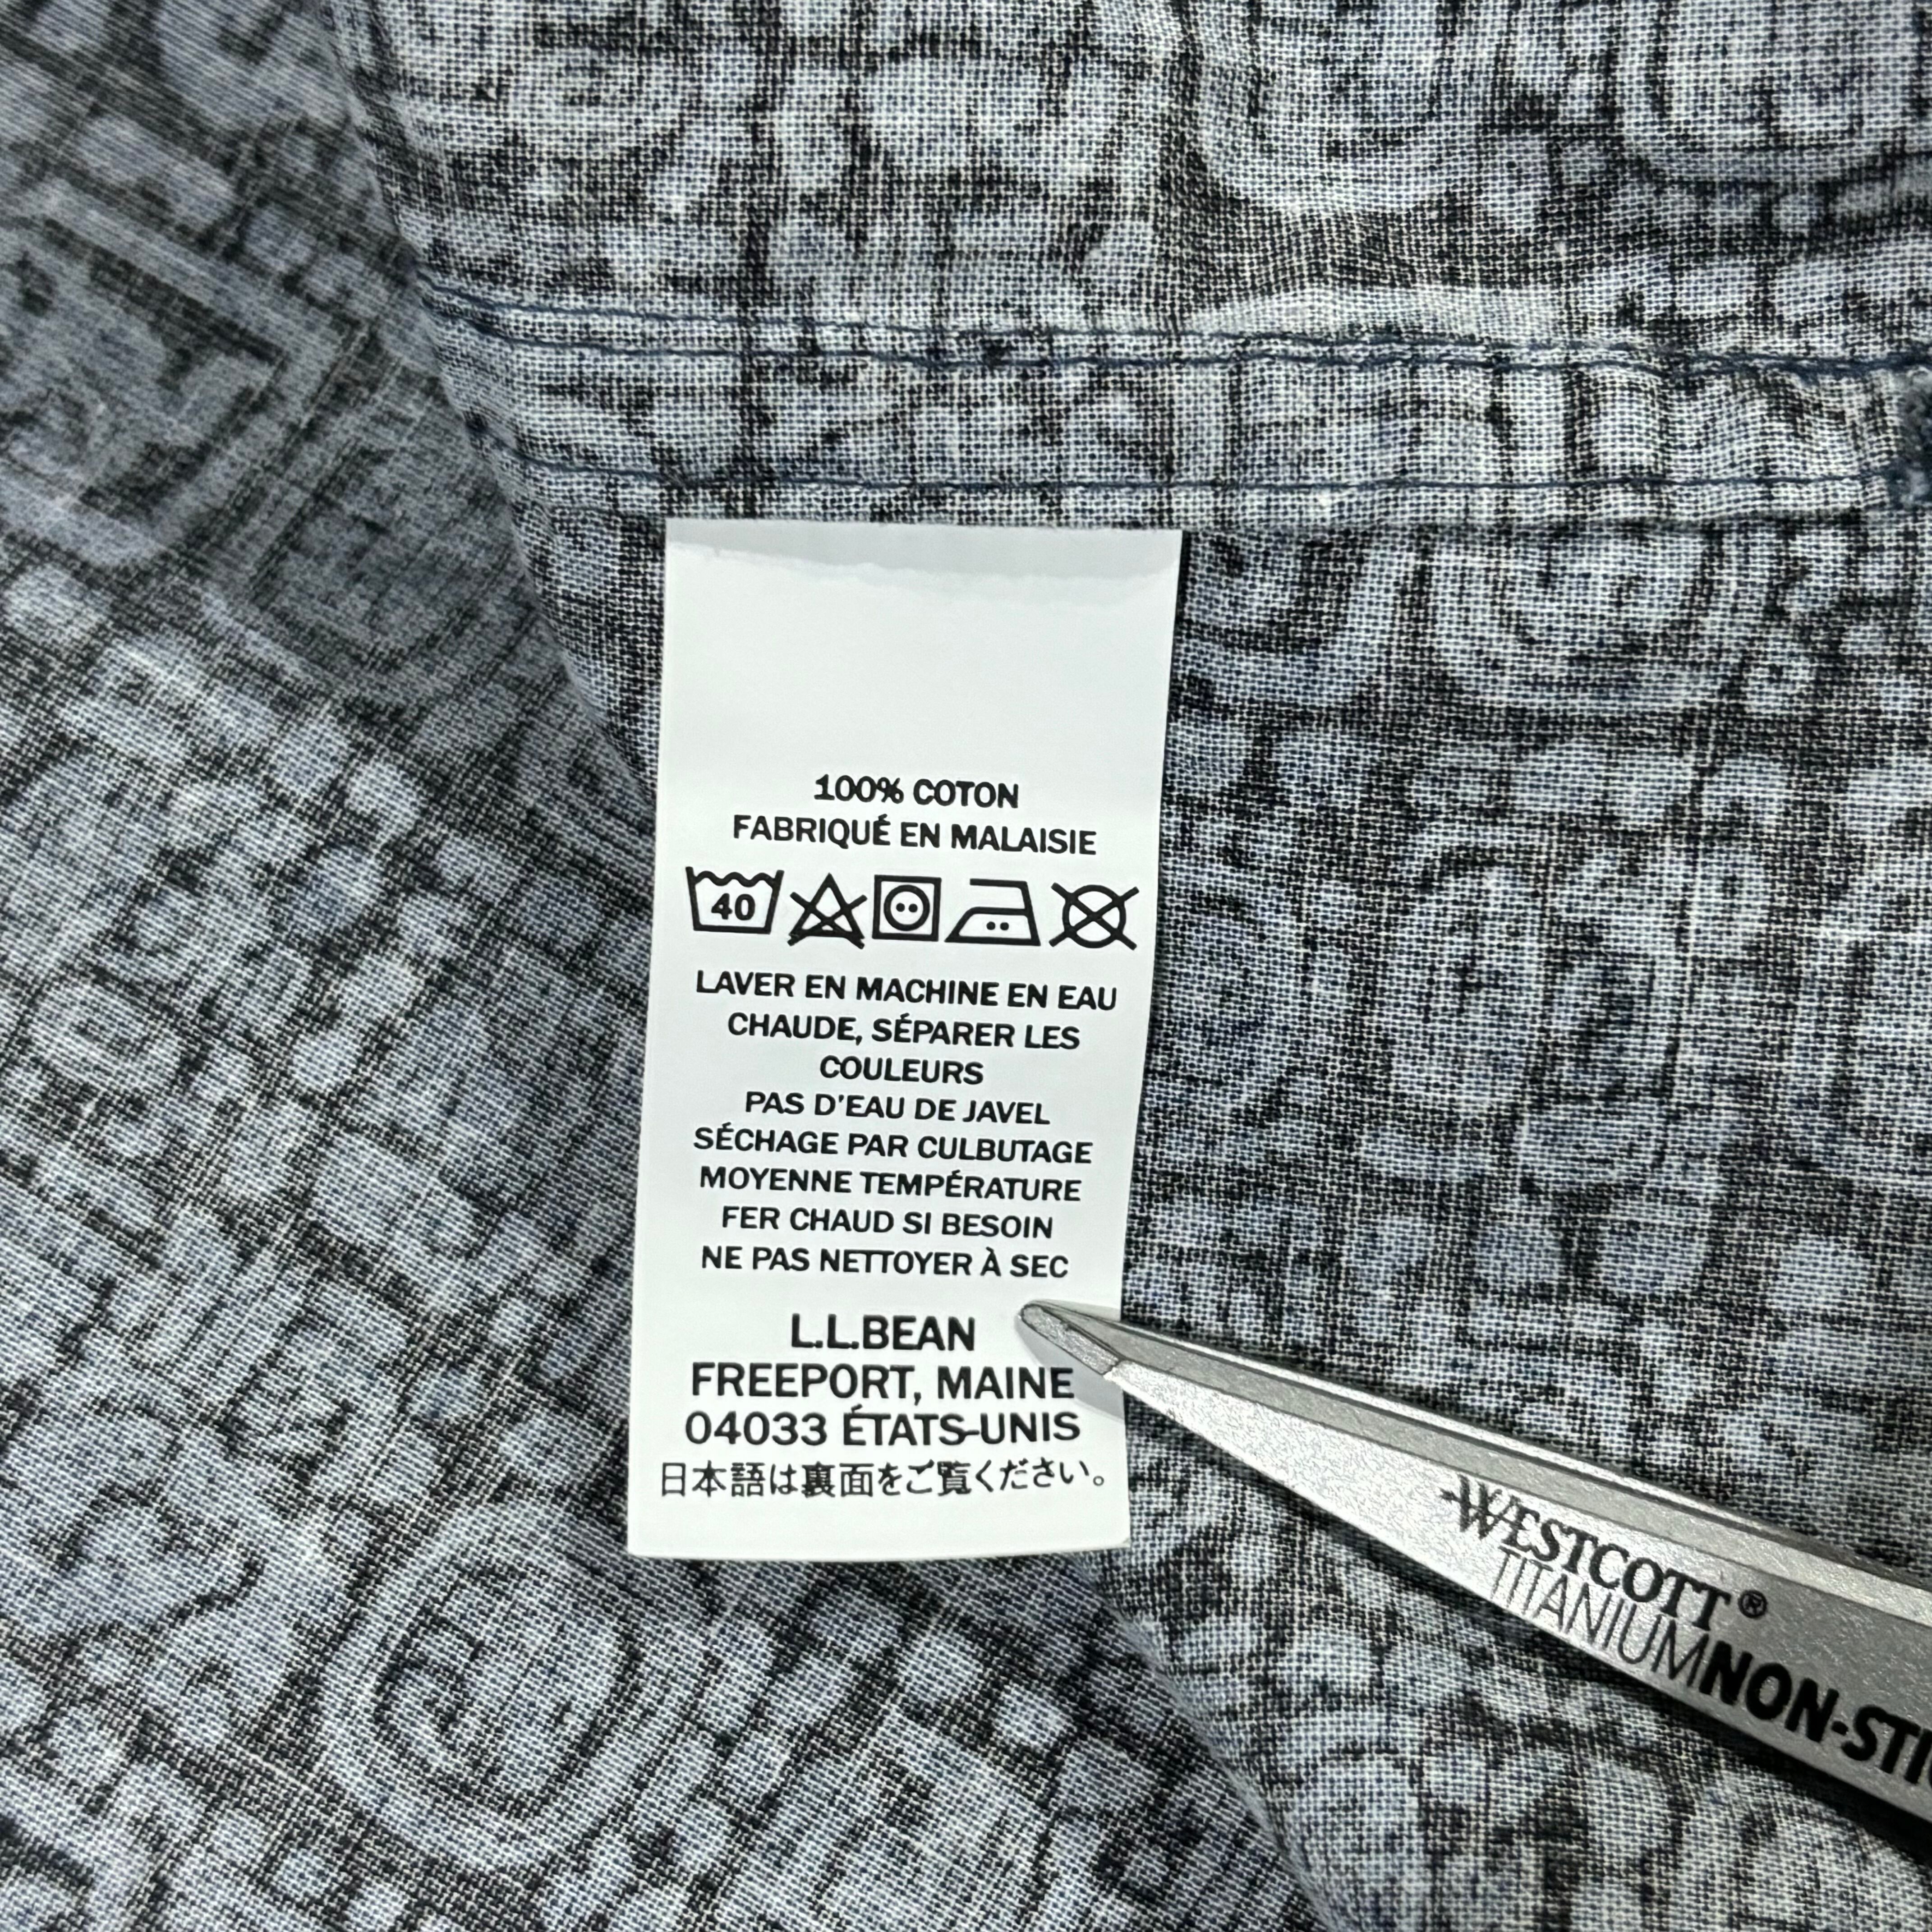 100% COTON
FABRIQUÉ EN MALAISIE
40
LAVER EN MACHINE EN EAU
CHAUDE, SÉPARER LES
COULEURS
PAS D'EAU DE JAVEL
SÉCHAGE PAR CULBUTAGE
MOYENNE TEMPÉRATURE
FER CHAUD SI BESOIN
NE PAS NETTOYER À SEC
L.L.BEAN
FREEPORT, MAINE
04033 ÉTATS-UNIS
日本語は裏面をご覧ください。
WESTCOTT®
TITANIUM NON-STI